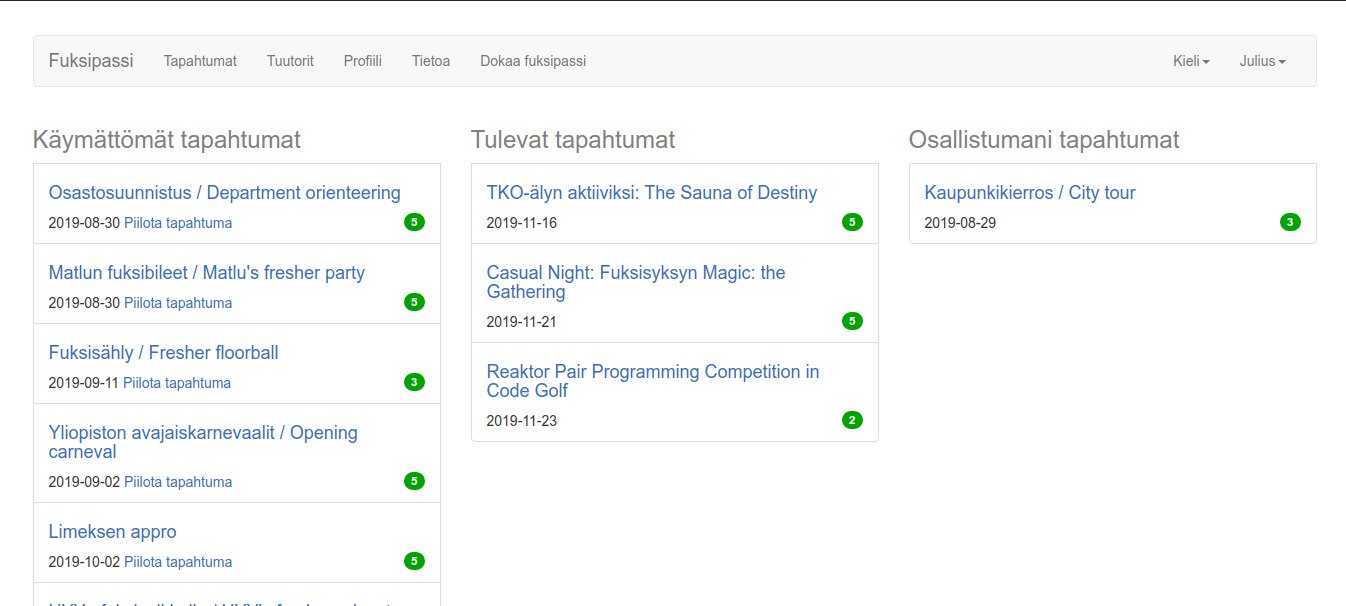 Fuksipassi Tapahtumat Tuutorit Profiili Tietoa Dokaa fuksipassi Kieli Julius
Käymättömät tapahtumat
Osastosuunnistus / Department orienteering
2019-08-30 Piilota tapahtuma 5
Matlun fuksibileet / Matlu's fresher party
2019-08-30 Piilota tapahtuma 5
Fuksisähly / Fresher floorball
2019-09-11 Piilota tapahtuma 3
Yliopiston avajaiskarnevaalit / Opening
carneval
2019-09-02 Piilota tapahtuma 5
Limeksen appro
2019-10-02 Piilota tapahtuma 5
Tulevat tapahtumat
TKO-älyn aktiiviksi: The Sauna of Destiny
2019-11-16 5
Casual Night: Fuksisyksyn Magic: the
Gathering
2019-11-21 5
Reaktor Pair Programming Competition in
Code Golf
2019-11-23 2
Osallistumani tapahtumat
Kaupunkikierros / City tour
2019-08-29 3